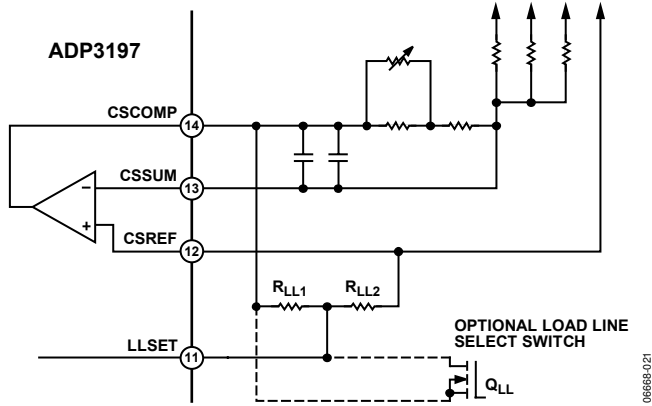 ADP3197
CSCOMP
14
CSSUM
13
−
+
CSREF
12
RLL1
RLL2
OPTIONAL LOAD LINE
SELECT SWITCH
LLSET
11
QLL
06668-021